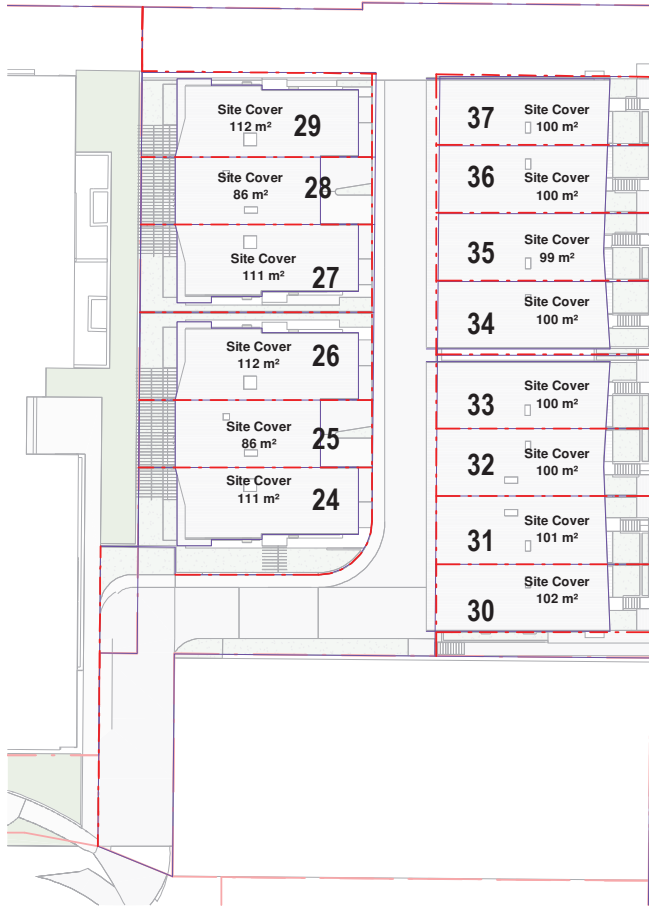 Site Cover
112 m² 29
Site Cover
86 m² 28
Site Cover
111 m² 27
Site Cover
112 m² 26
Site Cover
86 m² 25
Site Cover
111 m² 24
37 Site Cover
100 m²
36 Site Cover
100 m²
35 Site Cover
99 m²
34 Site Cover
100 m²
33 Site Cover
100 m²
32 Site Cover
100 m²
31 Site Cover
101 m²
30 Site Cover
102 m²